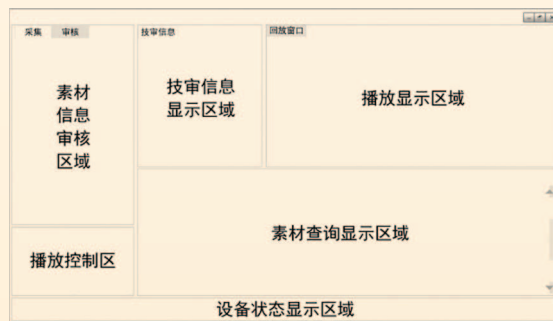 采集 审核
技审信息
回放窗口
素材
信息
审核
区域
技审信息
显示区域
播放显示区域
素材查询显示区域
播放控制区
设备状态显示区域